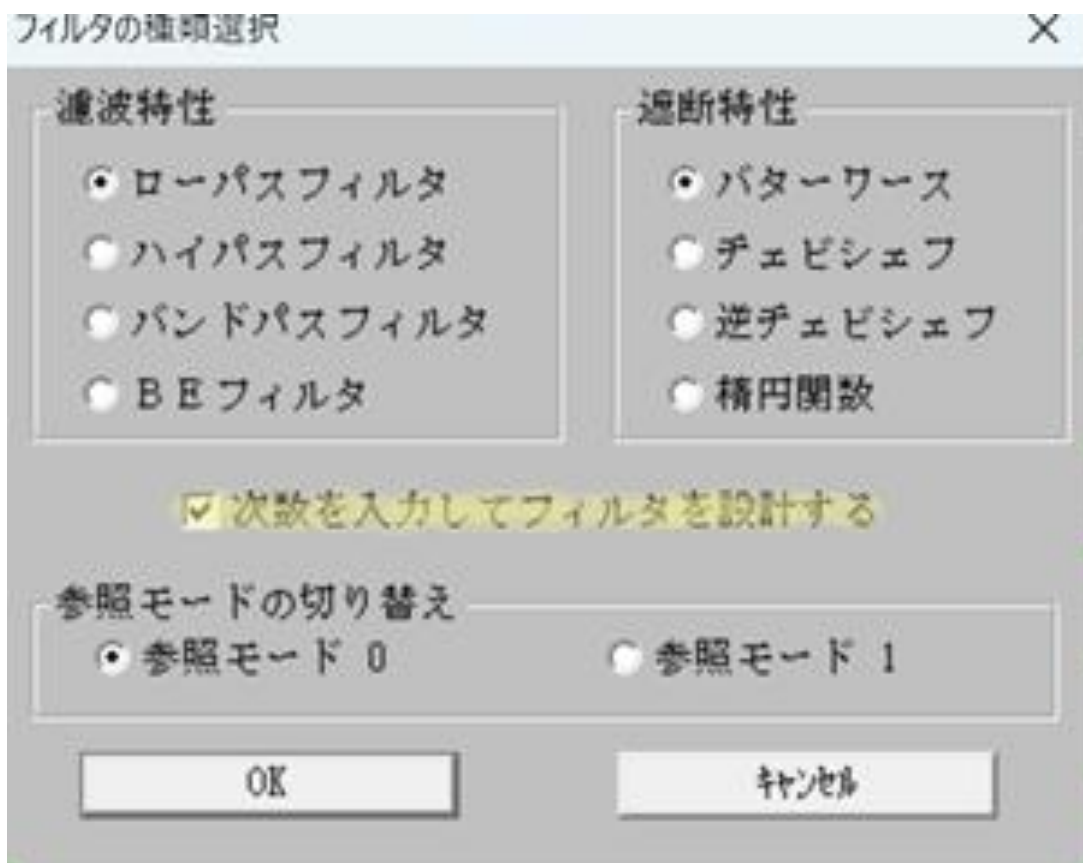 フィルタの種類選択
濾波特性
ローパスフィルタ
ハイパスフィルタ
バンドパスフィルタ
BEフィルタ
遮断特性
バターワース
チェビシェフ
逆チェビシェフ
楕円関数
次数を入力してフィルタを設計する
参照モードの切り替え
参照モード 0
参照モード 1
OK
キャンセル